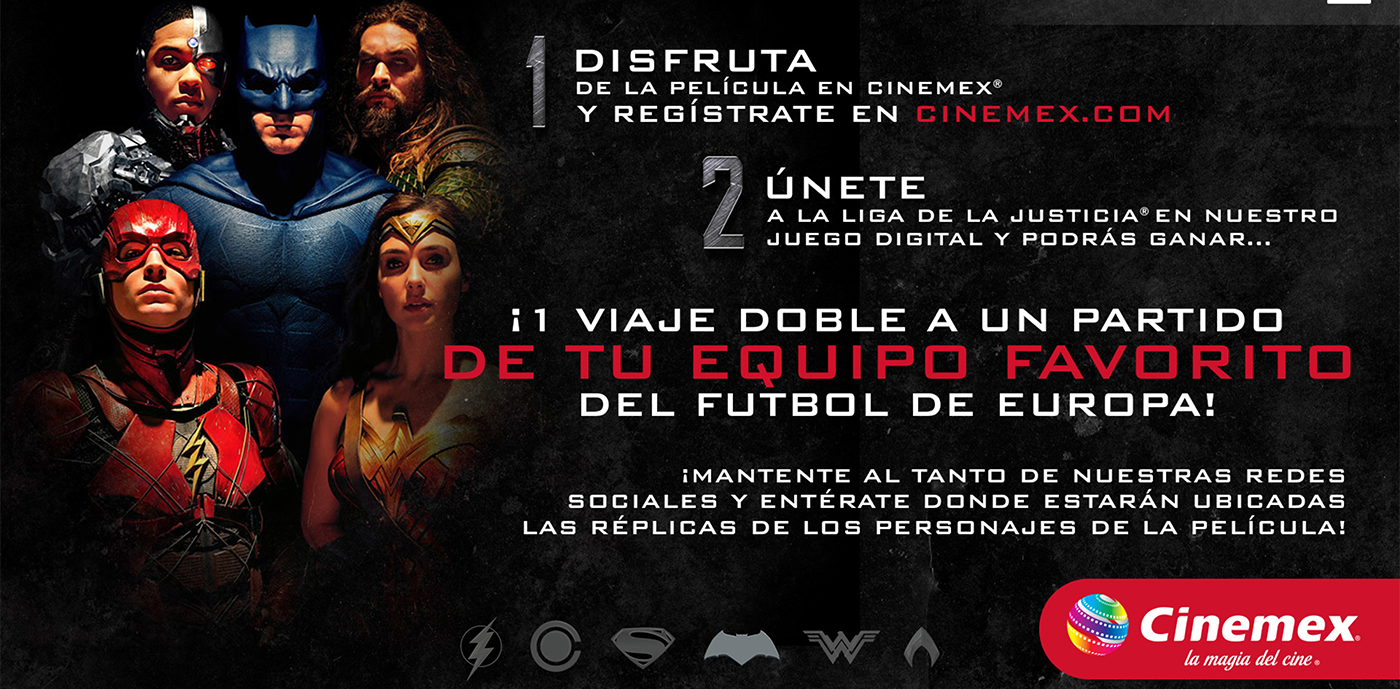 1 DISFRUTA
DE LA PELÍCULA EN CINEMEX®
Y REGÍSTRATE EN CINEMEX.COM
2 ÚNETE
A LA LIGA DE LA JUSTICIA® EN NUESTRO
JUEGO DIGITAL Y PODRÁS GANAR...
¡1 VIAJE DOBLE A UN PARTIDO
DE TU EQUIPO FAVORITO
DEL FUTBOL DE EUROPA!
¡MANTENTE AL TANTO DE NUESTRAS REDES
SOCIALES Y ENTÉRATE DONDE ESTARÁN UBICADAS
LAS RÉPLICAS DE LOS PERSONAJES DE LA PELÍCULA!
Cinemex®
la magia del cine®